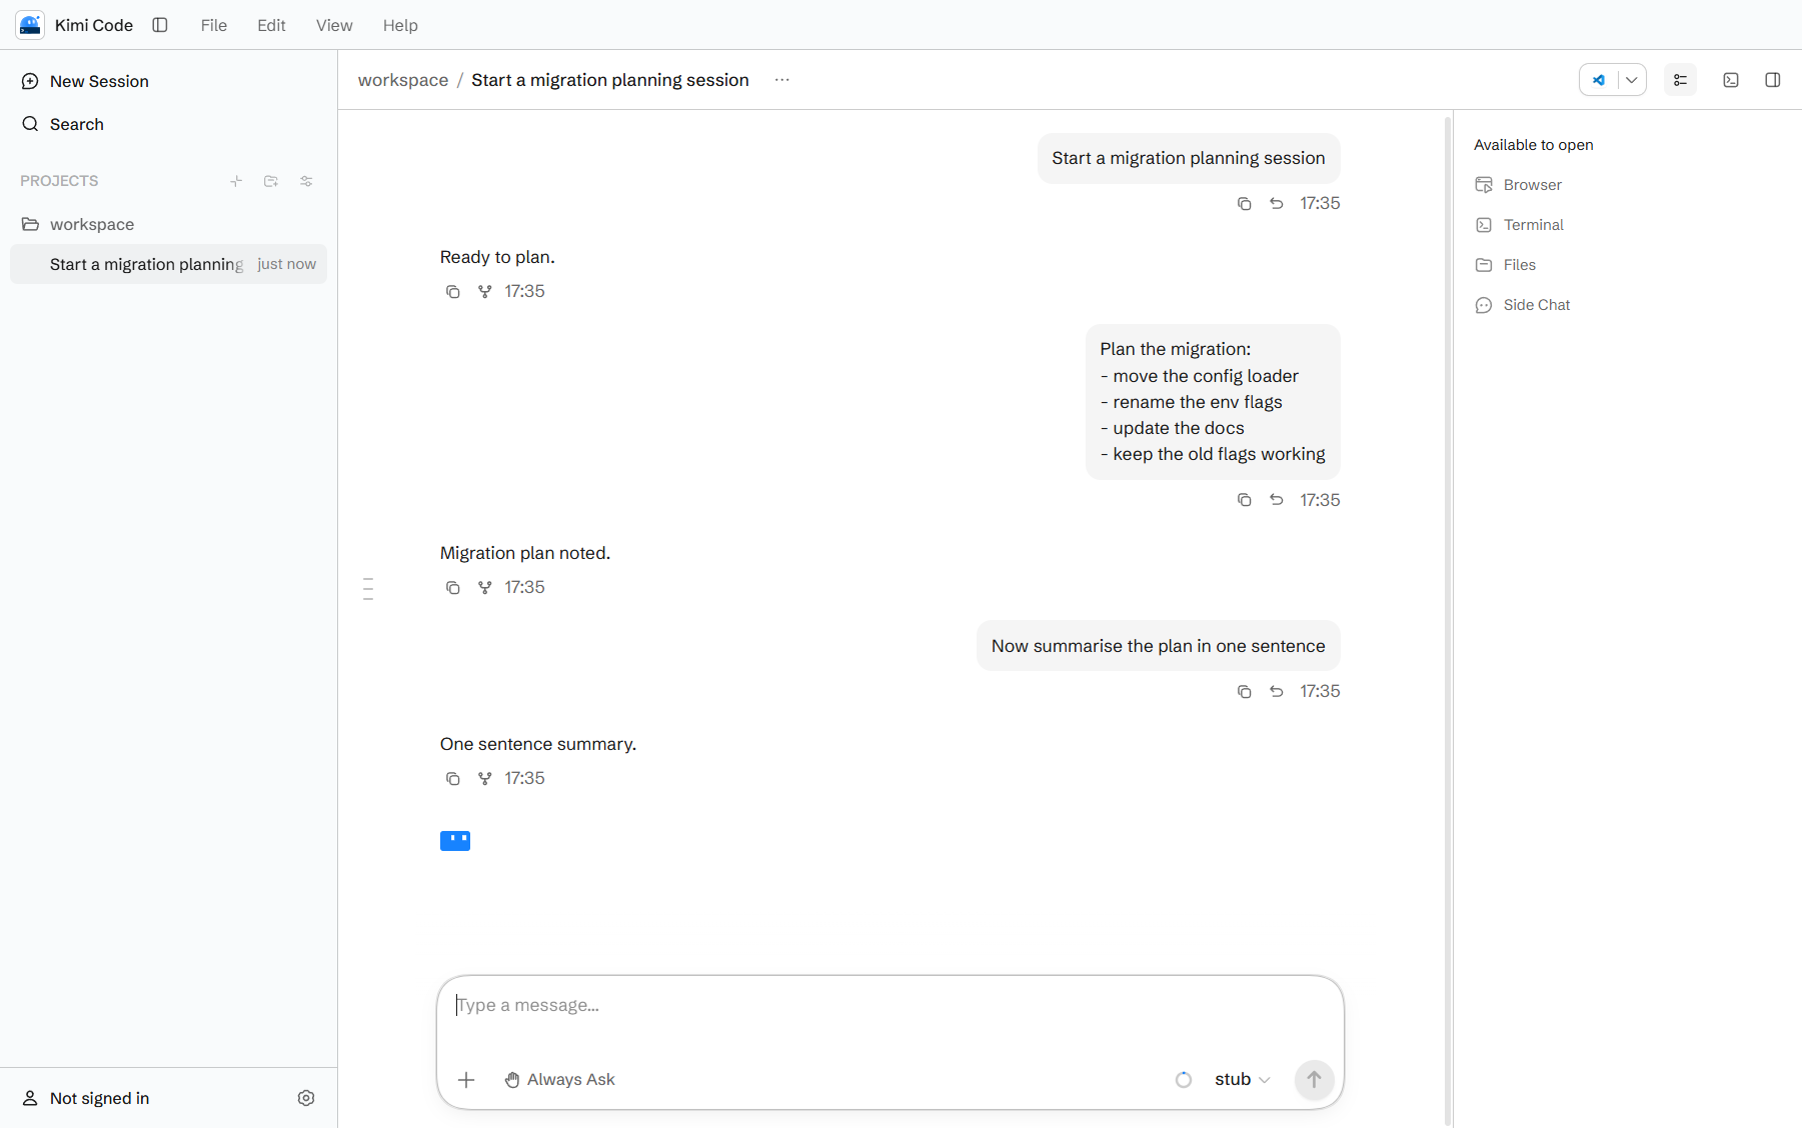 Kimi Code
File
Edit
View
Help
New Session
Search
PROJECTS
workspace
Start a migration planning
just now
Not signed in
workspace / Start a migration planning session
Start a migration planning session
17:35
Ready to plan.
17:35
Plan the migration:
- move the config loader
- rename the env flags
- update the docs
- keep the old flags working
17:35
Migration plan noted.
17:35
Now summarise the plan in one sentence
17:35
One sentence summary.
17:35
Type a message...
Always Ask
stub
Available to open
Browser
Terminal
Files
Side Chat